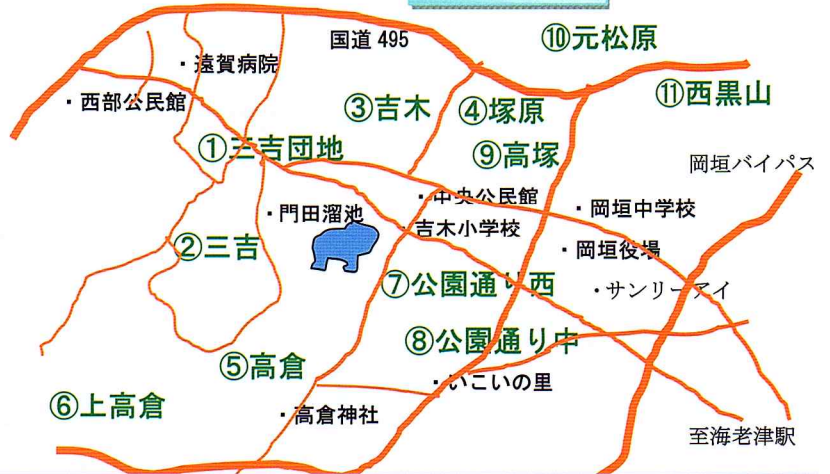 国道 495
⑩元松原
・遠賀病院
・西部公民館
③吉木
④塚原
⑪西黒山
①三吉団地
⑨高塚
岡垣バイパス
・中央公民館
・岡垣中学校
・門田溜池
・吉木小学校
②三吉
・岡垣役場
⑦公園通り西
・サンリーアイ
⑧公園通り中
⑤高倉
・いこいの里
⑥上高倉
・高倉神社
至海老津駅